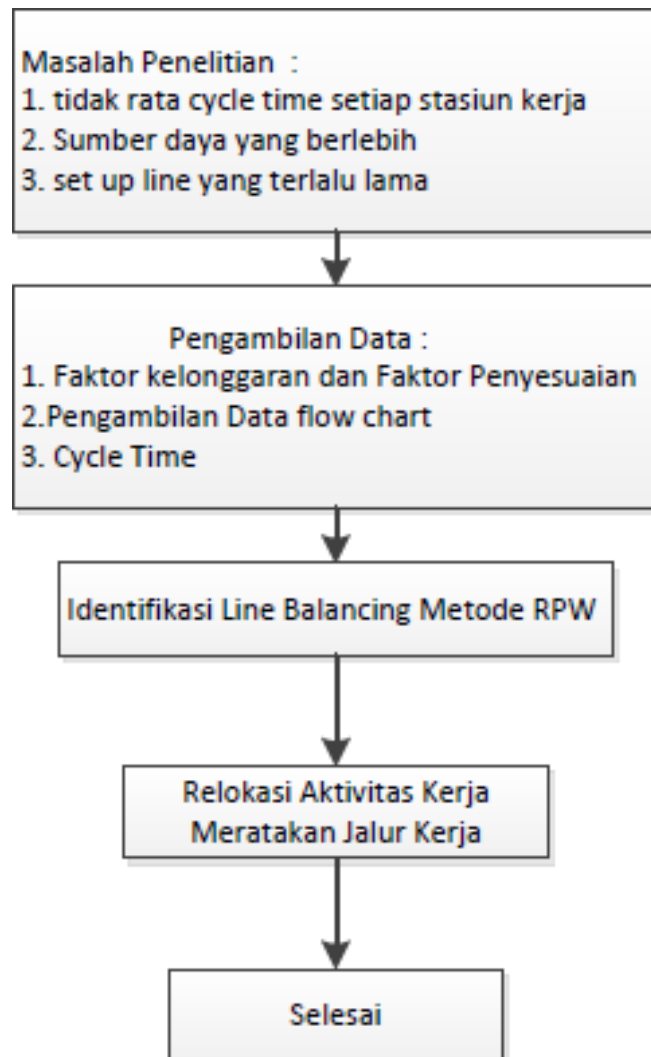 Masalah Penelitian :
1. tidak rata cycle time setiap stasiun kerja
2. Sumber daya yang berlebih
3. set up line yang terlalu lama
Pengambilan Data :
1. Faktor kelonggaran dan Faktor Penyesuaian
2.Pengambilan Data flow chart
3. Cycle Time
Identifikasi Line Balancing Metode RPW
Relokasi Aktivitas Kerja
Meratakan Jalur Kerja
Selesai